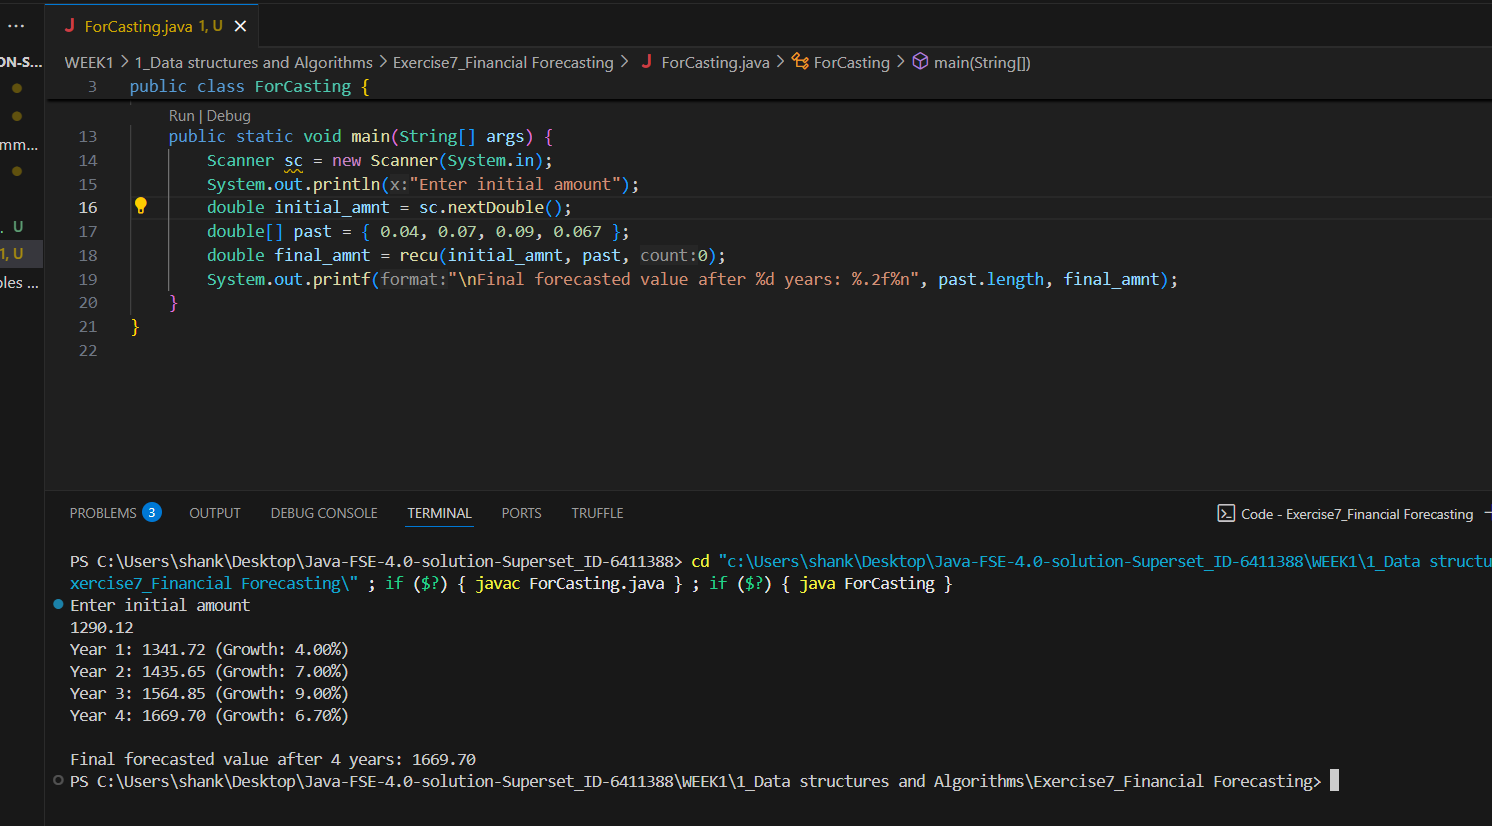 ForCasting.java 1, U
ON-S...
WEEK1 > 1_Data structures and Algorithms > Exercise7_Financial Forecasting > J ForCasting.java > ForCasting > main(String[])
3 public class ForCasting {
Run | Debug
13 public static void main(String[] args) {
mm...
14 Scanner sc = new Scanner(System.in);
15 System.out.println(x:"Enter initial amount");
16 double initial_amnt = sc.nextDouble();
. U
17 double[] past = { 0.04, 0.07, 0.09, 0.067 };
1, U
18 double final_amnt = recu(initial_amnt, past, count:0);
19 System.out.printf(format:"\nFinal forecasted value after %d years: %.2f%n", past.length, final_amnt);
oles ...
20 }
21 }
22
PROBLEMS 3 OUTPUT DEBUG CONSOLE TERMINAL PORTS TRUFFLE Code - Exercise7_Financial Forecasting
PS C:\Users\shank\Desktop\Java-FSE-4.0-solution-Superset_ID-6411388> cd "c:\Users\shank\Desktop\Java-FSE-4.0-solution-Superset_ID-6411388\WEEK1\1_Data structu
xercise7_Financial Forecasting\" ; if ($?) { javac ForCasting.java } ; if ($?) { java ForCasting }
Enter initial amount
1290.12
Year 1: 1341.72 (Growth: 4.00%)
Year 2: 1435.65 (Growth: 7.00%)
Year 3: 1564.85 (Growth: 9.00%)
Year 4: 1669.70 (Growth: 6.70%)
Final forecasted value after 4 years: 1669.70
PS C:\Users\shank\Desktop\Java-FSE-4.0-solution-Superset_ID-6411388\WEEK1\1_Data structures and Algorithms\Exercise7_Financial Forecasting>